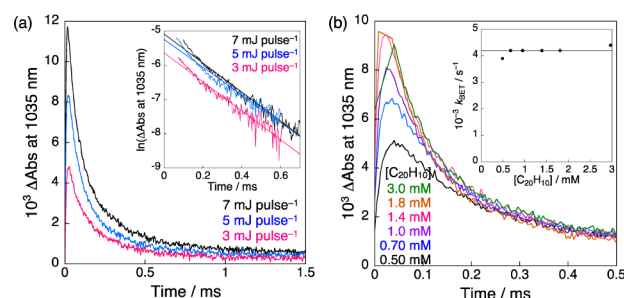 (a)
10³ ΔAbs at 1035 nm
12
10
8
6
4
2
0
0
0.5
1.0
1.5
Time / ms
7 mJ pulse⁻¹
5 mJ pulse⁻¹
3 mJ pulse⁻¹
ln(ΔAbs at 1035 nm)
-5
-6
-7
-8
-9
0
0.2
0.4
0.6
Time / ms
7 mJ pulse⁻¹
5 mJ pulse⁻¹
3 mJ pulse⁻¹
(b)
10³ ΔAbs at 1035 nm
10
8
6
4
2
0
0
0.1
0.2
0.3
0.4
0.5
Time / ms
[C₂₀H₁₀]
3.0 mM
1.8 mM
1.4 mM
1.0 mM
0.70 mM
0.50 mM
10⁻³ kBET / s⁻¹
5
4
3
2
1
0
0
1
2
3
[C₂₀H₁₀] / mM